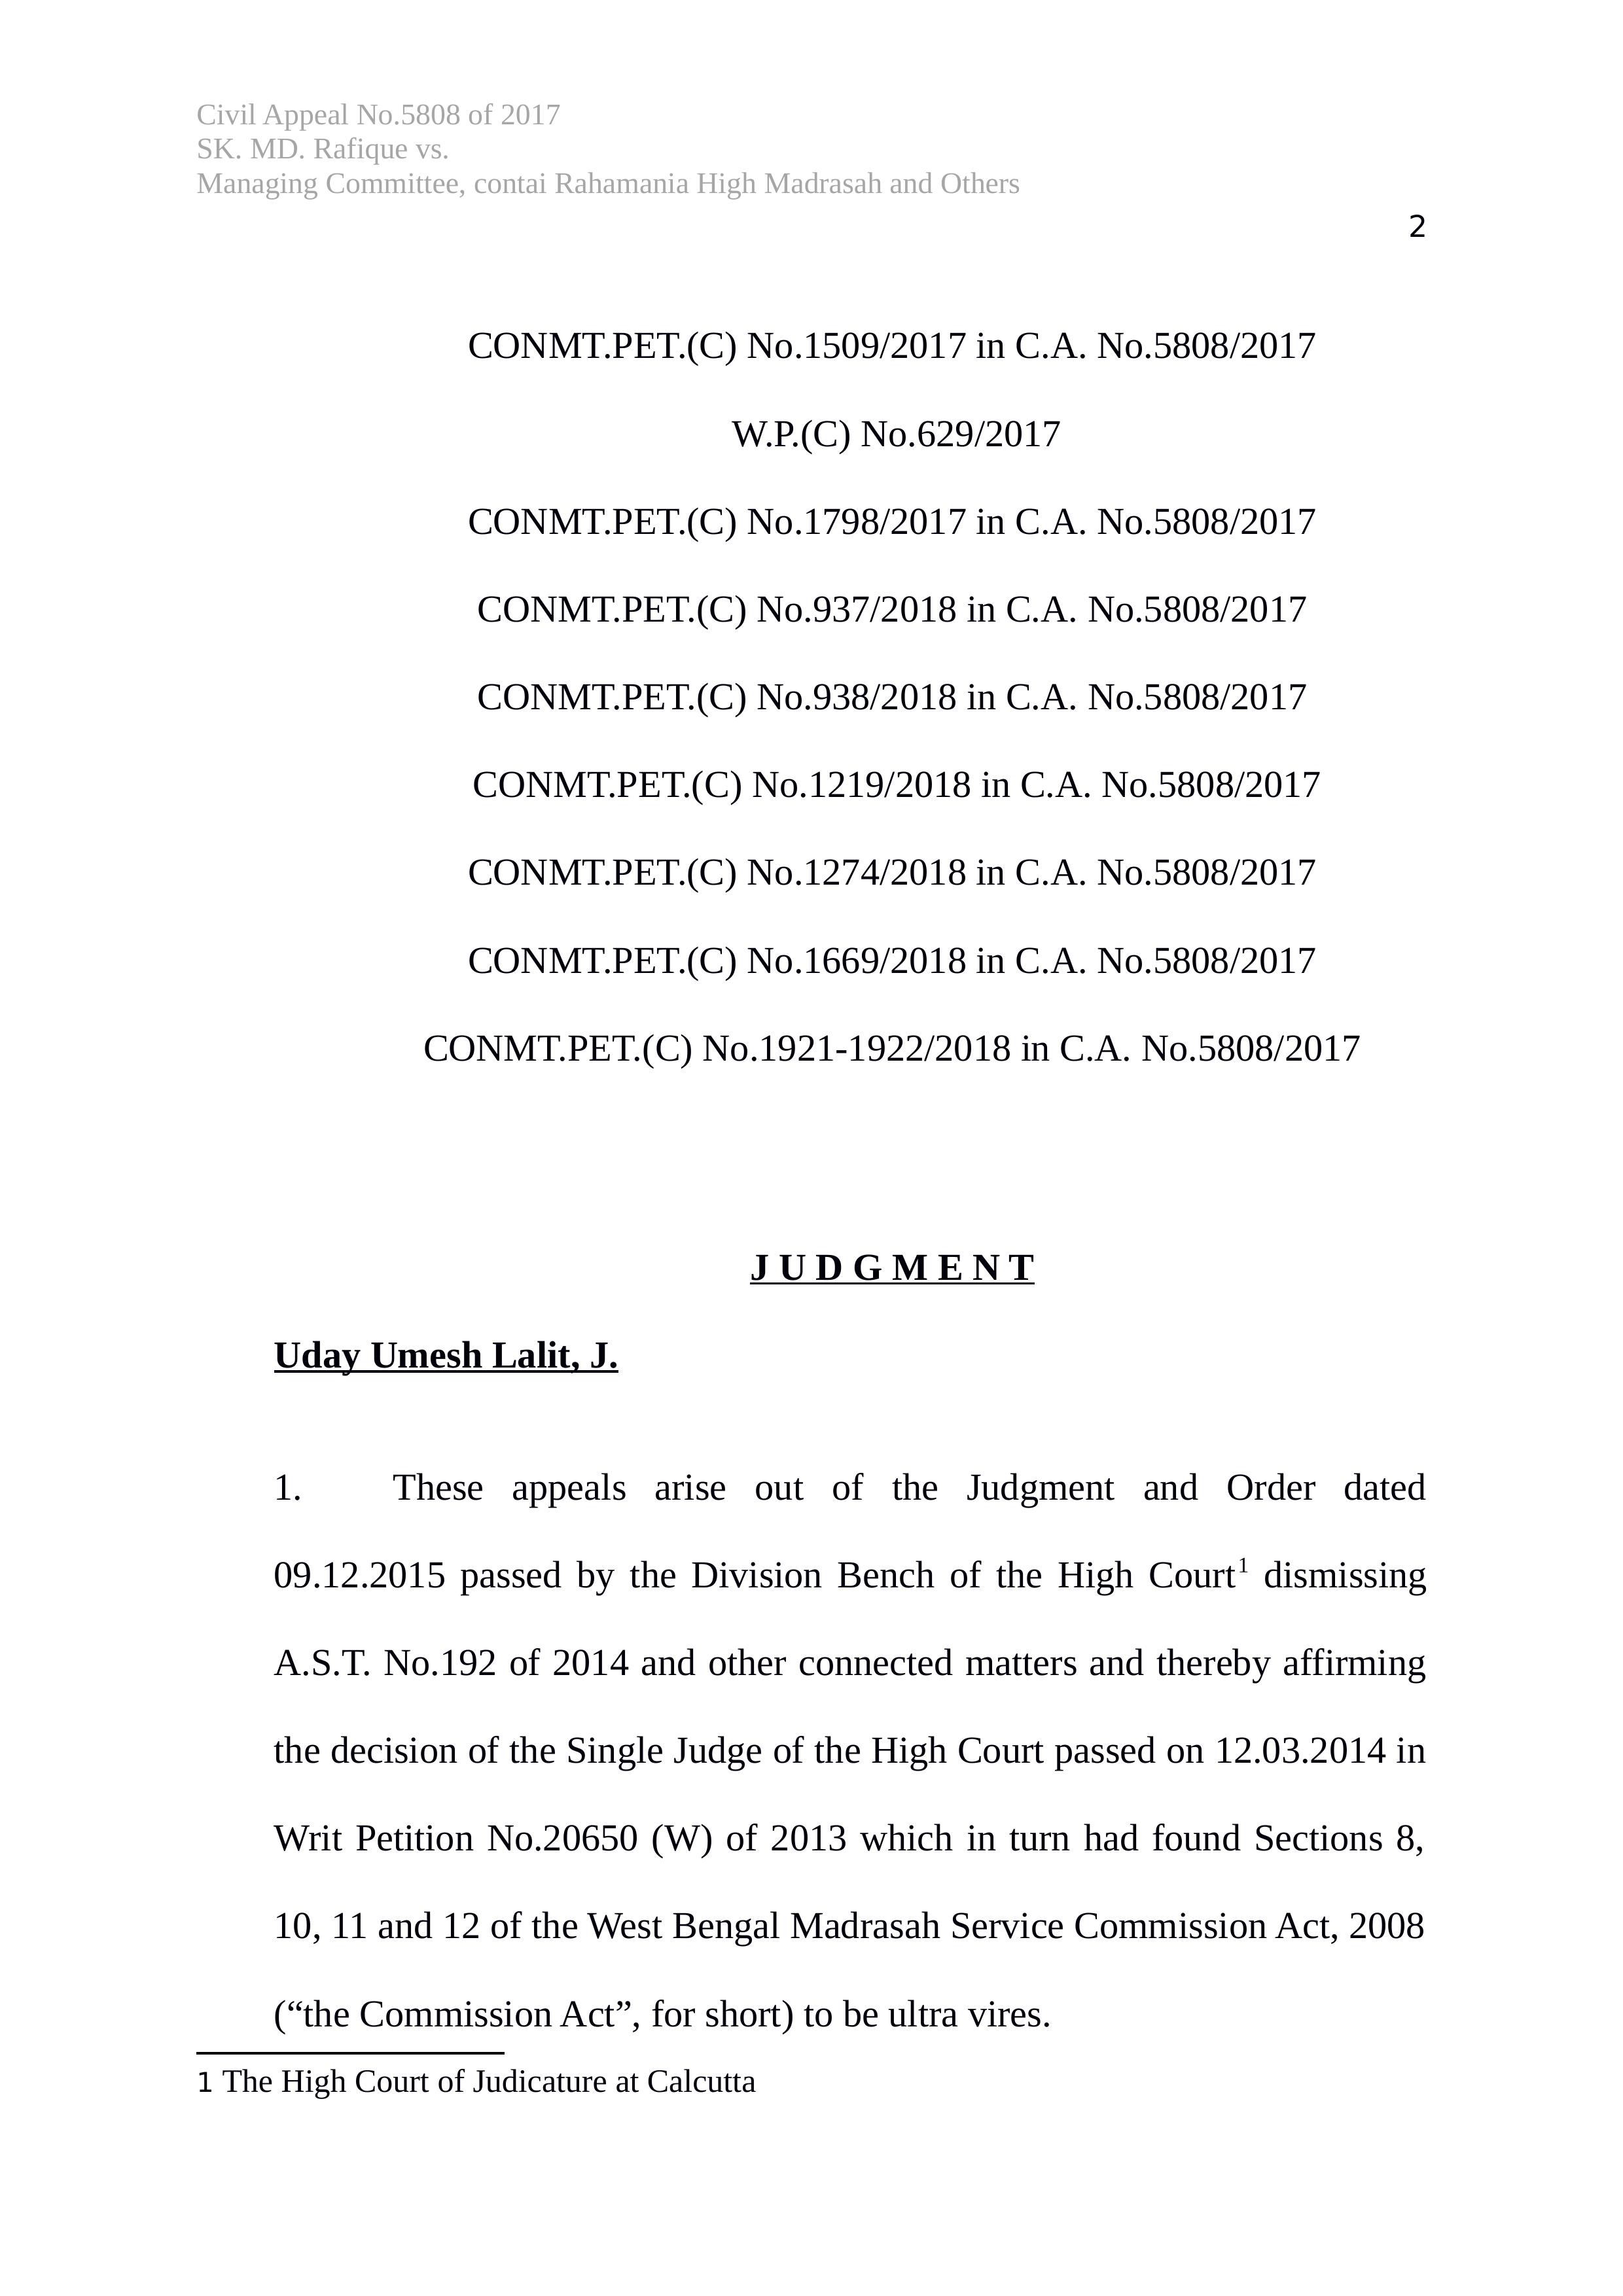 Civil Appeal No.5808 of 2017
SK. MD. Rafique vs.
Managing Committee, contai Rahamania High Madrasah and Others
2
CONMT.PET.(C) No.1509/2017 in C.A. No.5808/2017
W.P.(C) No.629/2017
CONMT.PET.(C) No.1798/2017 in C.A. No.5808/2017
CONMT.PET.(C) No.937/2018 in C.A. No.5808/2017
CONMT.PET.(C) No.938/2018 in C.A. No.5808/2017
CONMT.PET.(C) No.1219/2018 in C.A. No.5808/2017
CONMT.PET.(C) No.1274/2018 in C.A. No.5808/2017
CONMT.PET.(C) No.1669/2018 in C.A. No.5808/2017
CONMT.PET.(C) No.1921-1922/2018 in C.A. No.5808/2017
J U D G M E N T
Uday Umesh Lalit, J.
1. These appeals arise out of the Judgment and Order dated
09.12.2015 passed by the Division Bench of the High Court1 dismissing
A.S.T. No.192 of 2014 and other connected matters and thereby affirming
the decision of the Single Judge of the High Court passed on 12.03.2014 in
Writ Petition No.20650 (W) of 2013 which in turn had found Sections 8,
10, 11 and 12 of the West Bengal Madrasah Service Commission Act, 2008
(“the Commission Act”, for short) to be ultra vires.
1 The High Court of Judicature at Calcutta